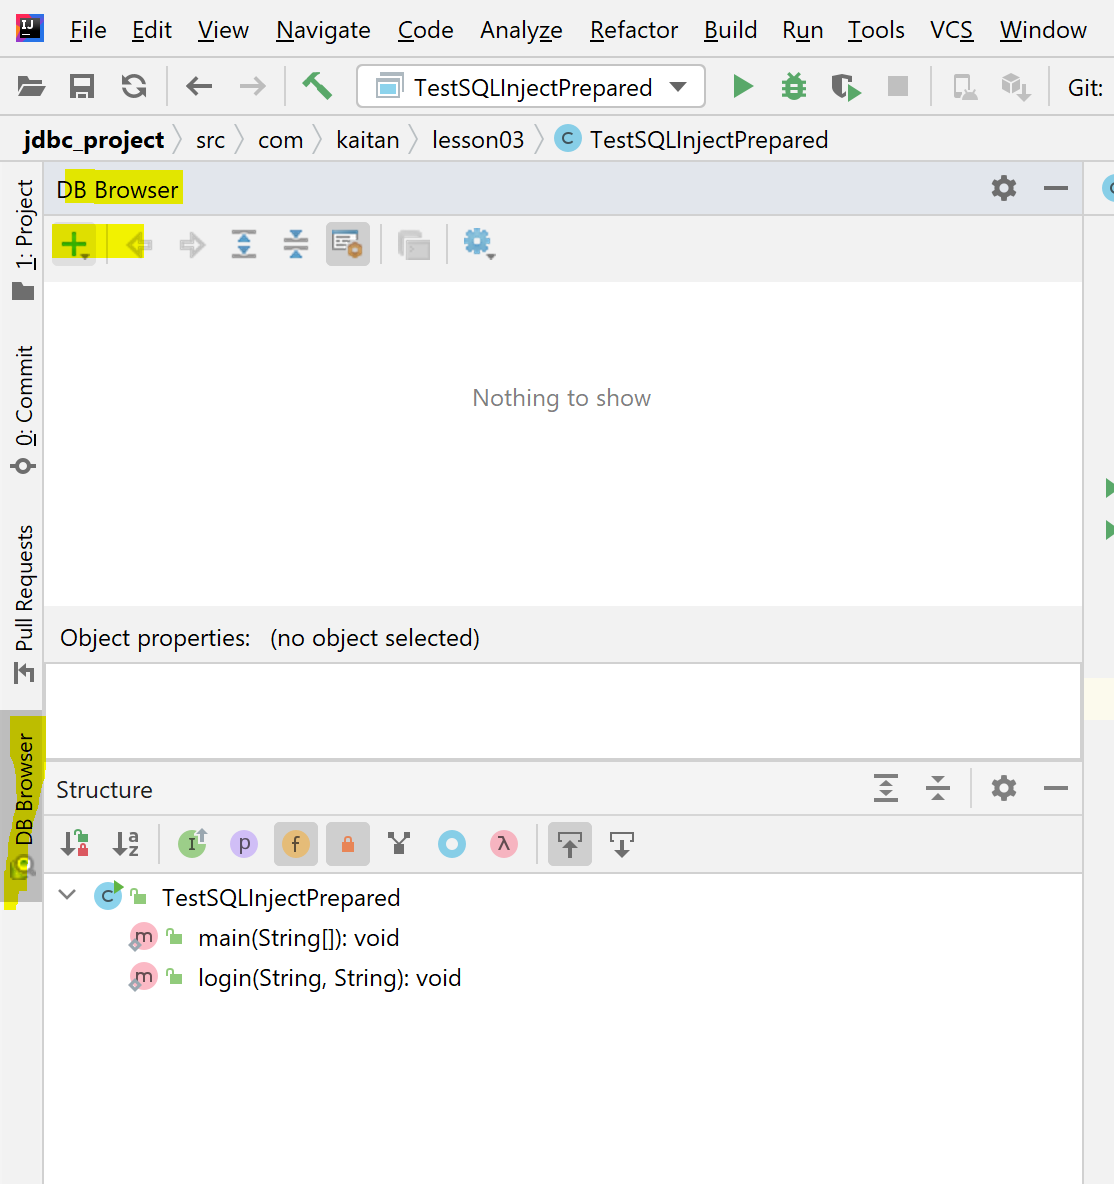 File Edit View Navigate Code Analyze Refactor Build Run Tools VCS Window
TestSQLInjectPrepared Git:
jdbc_project src com kaitan lesson03 TestSQLInjectPrepared
1: Project
0: Commit
Pull Requests
DB Browser
DB Browser
Nothing to show
Object properties: (no object selected)
Structure
TestSQLInjectPrepared
main(String[]): void
login(String, String): void